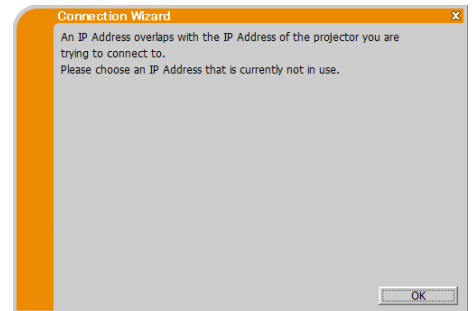 Connection Wizard
An IP Address overlaps with the IP Address of the projector you are
trying to connect to.
Please choose an IP Address that is currently not in use.
OK